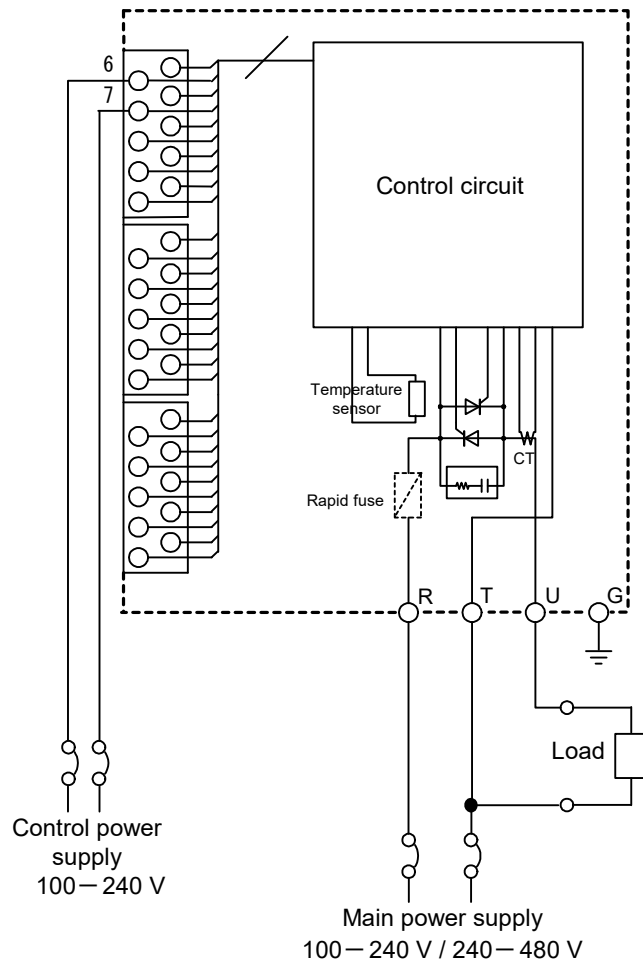 6
7
Control circuit
Temperature
sensor
CT
Rapid fuse
R
T
U
G
Load
Control power
supply
100－240 V
Main power supply
100－240 V / 240－480 V